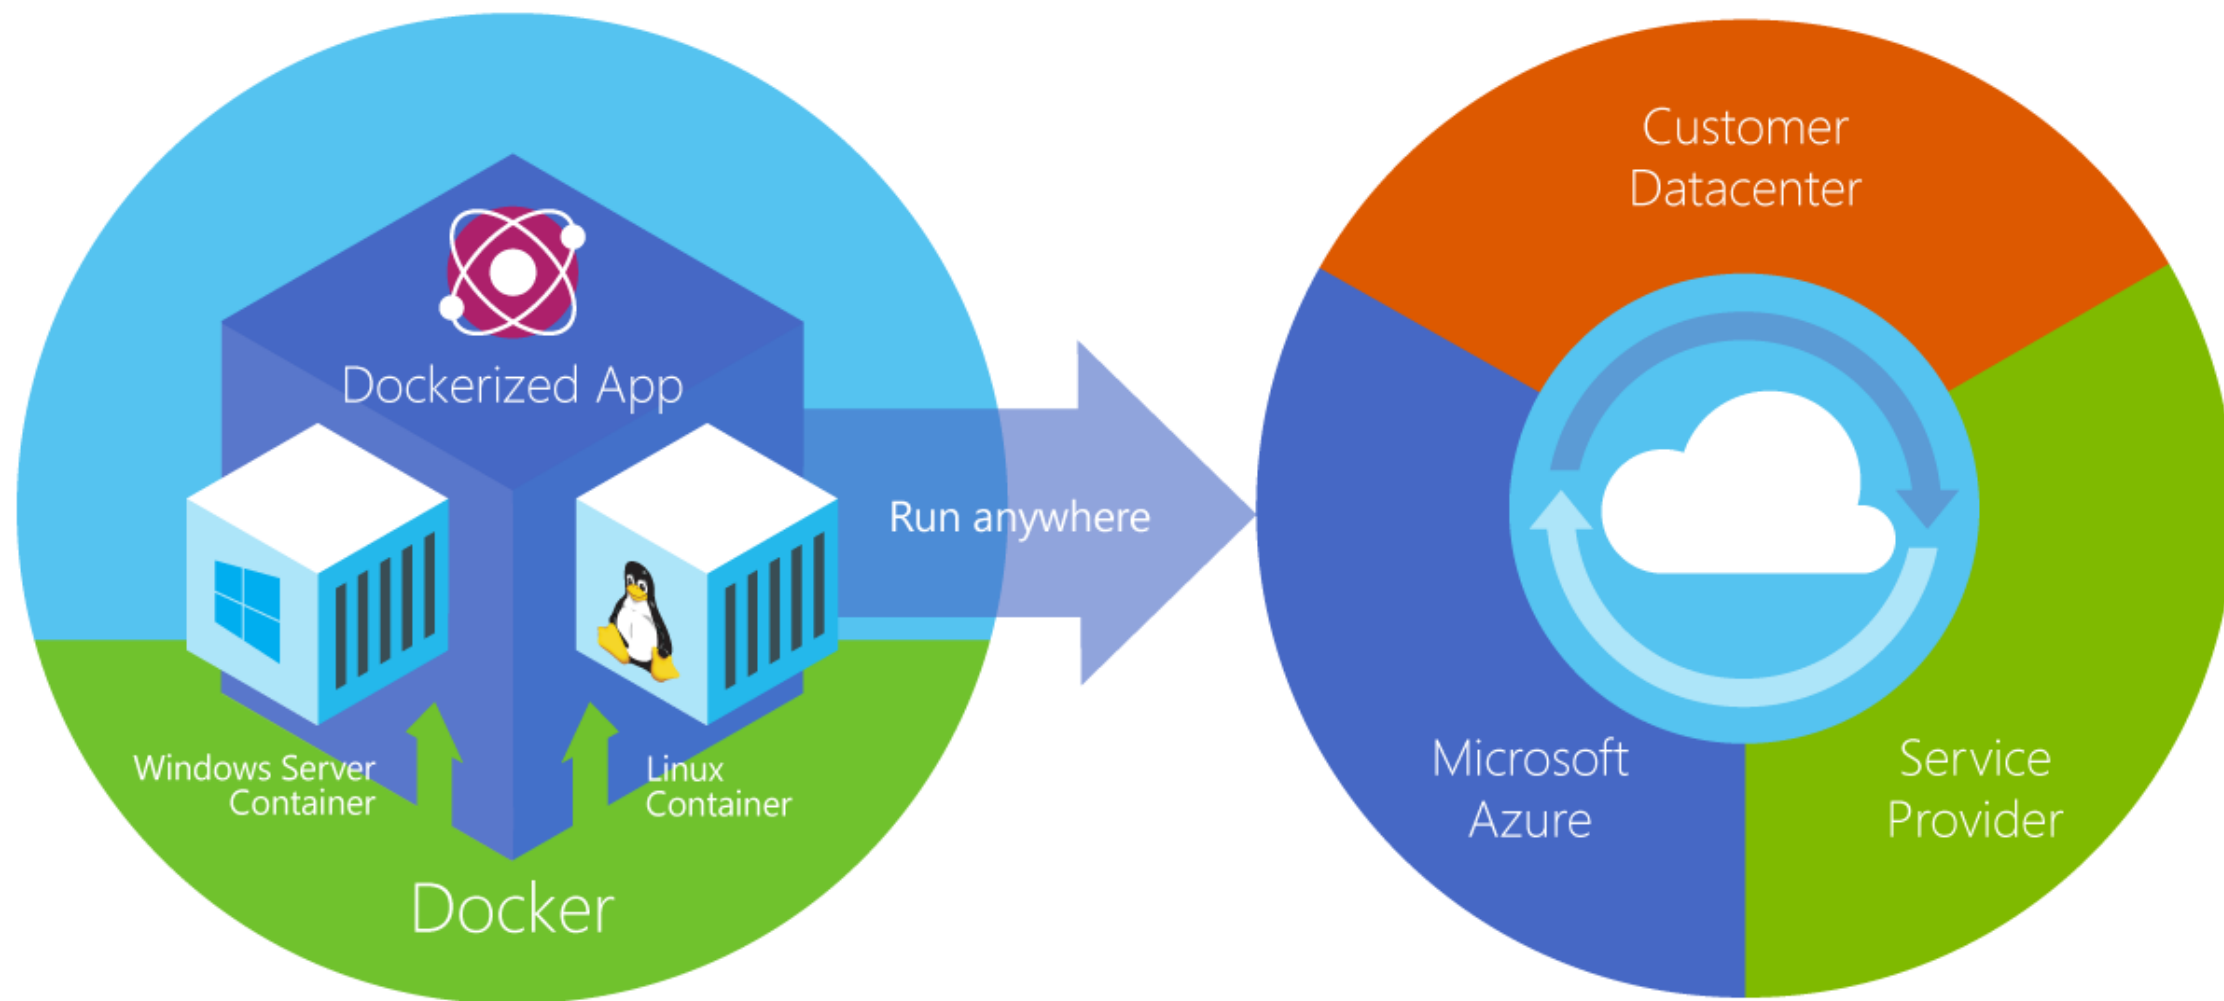 Dockerized App
Windows Server
Container
Linux
Container
Docker
Run anywhere
Customer
Datacenter
Microsoft
Azure
Service
Provider